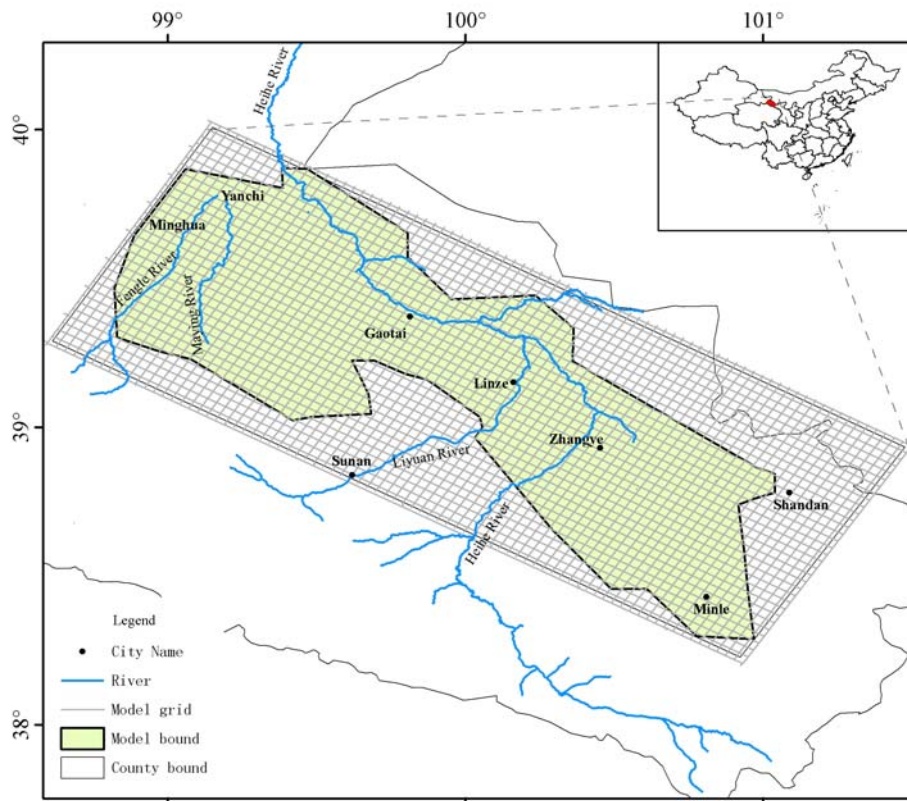 99°
100°
101°
40°
39°
38°
Heihe River
Yanchi
Minghua
Fengle River
Maying River
Gaotai
Linze
Zhangye
Sunan
Liyuan River
Heihe River
Shandan
Minle
Legend
City Name
River
Model grid
Model bound
County bound